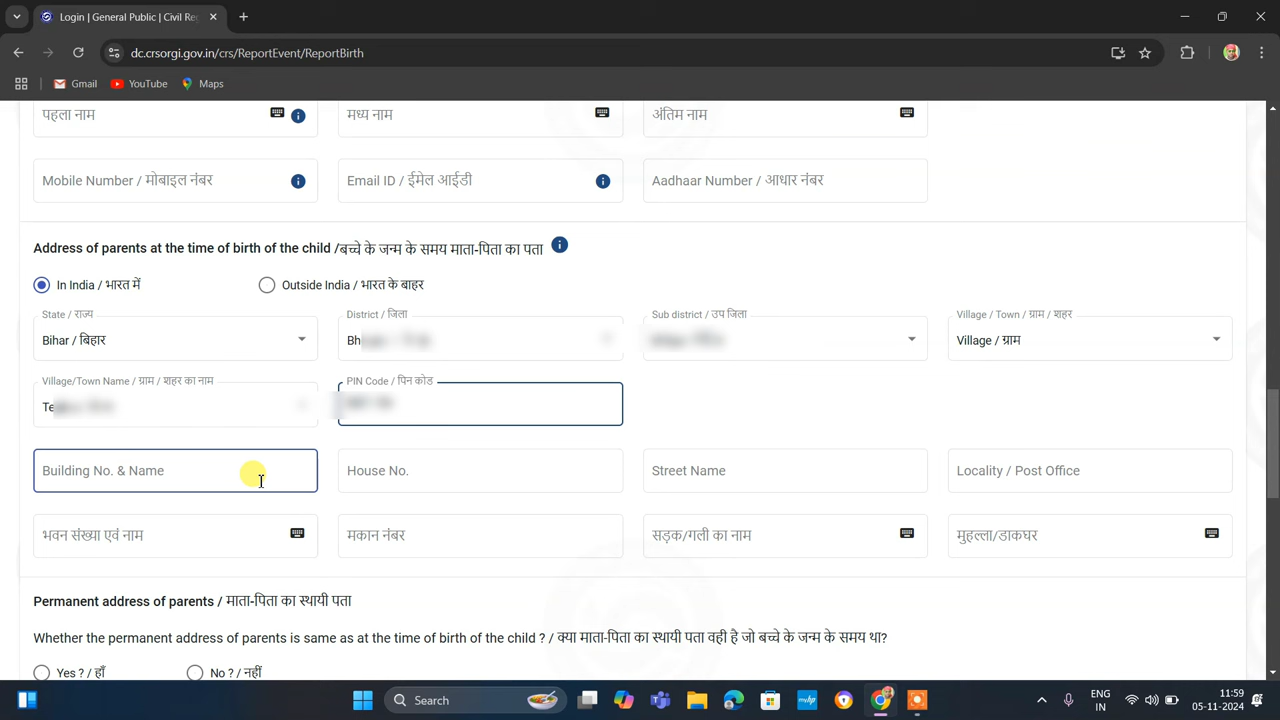 Login | General Public | Civil Re
dc.crsorgi.gov.in/crs/ReportEvent/ReportBirth
Gmail YouTube Maps
पहला नाम मध्य नाम अंतिम नाम
Mobile Number / मोबाइल नंबर Email ID / ईमेल आईडी Aadhaar Number / आधार नंबर
Address of parents at the time of birth of the child /बच्चे के जन्म के समय माता-पिता का पता
In India / भारत में Outside India / भारत के बाहर
State / राज्य District / जिला Sub district / उप जिला Village / Town / ग्राम / शहर
Bihar / बिहार Village / ग्राम
Village/Town Name / ग्राम / शहर का नाम PIN Code / पिन कोड
Building No. & Name House No. Street Name Locality / Post Office
भवन संख्या एवं नाम मकान नंबर सड़क/गली का नाम मुहल्ला/डाकघर
Permanent address of parents / माता-पिता का स्थायी पता
Whether the permanent address of parents is same as at the time of birth of the child ? / क्या माता-पिता का स्थायी पता वही है जो बच्चे के जन्म के समय था?
Yes ? / हाँ No ? / नहीं
Search ENG 11:59
IN 05-11-2024